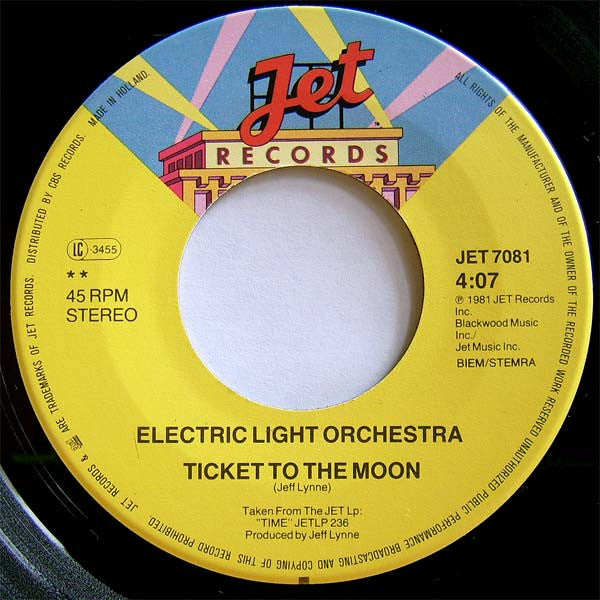 Jet
TM
RECORDS
MADE IN HOLLAND.
JET RECORDS & JET ARE TRADEMARKS OF JET RECORDS. DISTRIBUTED BY CBS RECORDS.
ALL RIGHTS OF THE MANUFACTURER AND OF THE OWNER OF THE RECORDED WORK RESERVED UNAUTHORIZED PUBLIC PERFORMANCE BROADCASTING AND COPYING OF THIS RECORD PROHIBITED
LC 3455
**
45 RPM
STEREO
JET 7081
4:07
℗ 1981 JET Records
Inc.
Blackwood Music
Inc./
Jet Music Inc.
BIEM/STEMRA
ELECTRIC LIGHT ORCHESTRA
TICKET TO THE MOON
(Jeff Lynne)
Taken From The JET Lp:
"TIME" JETLP 236
Produced by Jeff Lynne